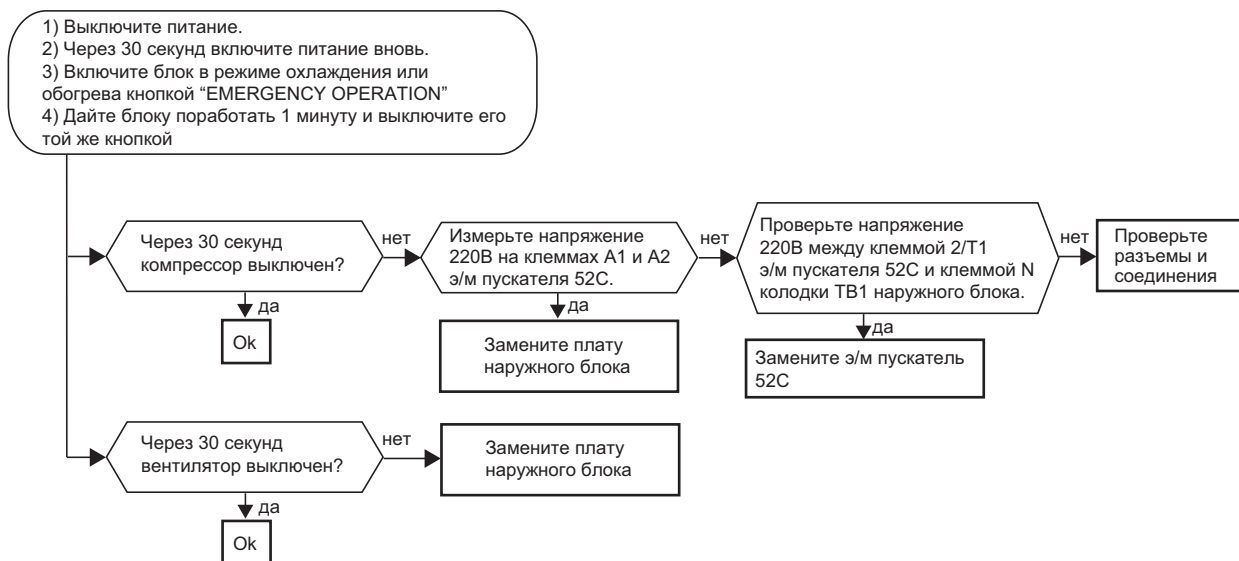 1) Выключите питание.
2) Через 30 секунд включите питание вновь.
3) Включите блок в режиме охлаждения или
обогрева кнопкой “EMERGENCY OPERATION”
4) Дайте блоку поработать 1 минуту и выключите его
той же кнопкой
Через 30 секунд
компрессор выключен?
нет
да
Ok
Измерьте напряжение
220В на клеммах А1 и А2
э/м пускателя 52С.
нет
да
Замените плату
наружного блока
Проверьте напряжение
220В между клеммой 2/Т1
э/м пускателя 52С и клеммой N
колодки ТВ1 наружного блока.
нет
да
Замените э/м пускатель
52С
Проверьте
разъемы и
соединения
Через 30 секунд
вентилятор выключен?
нет
да
Ok
Замените плату
наружного блока